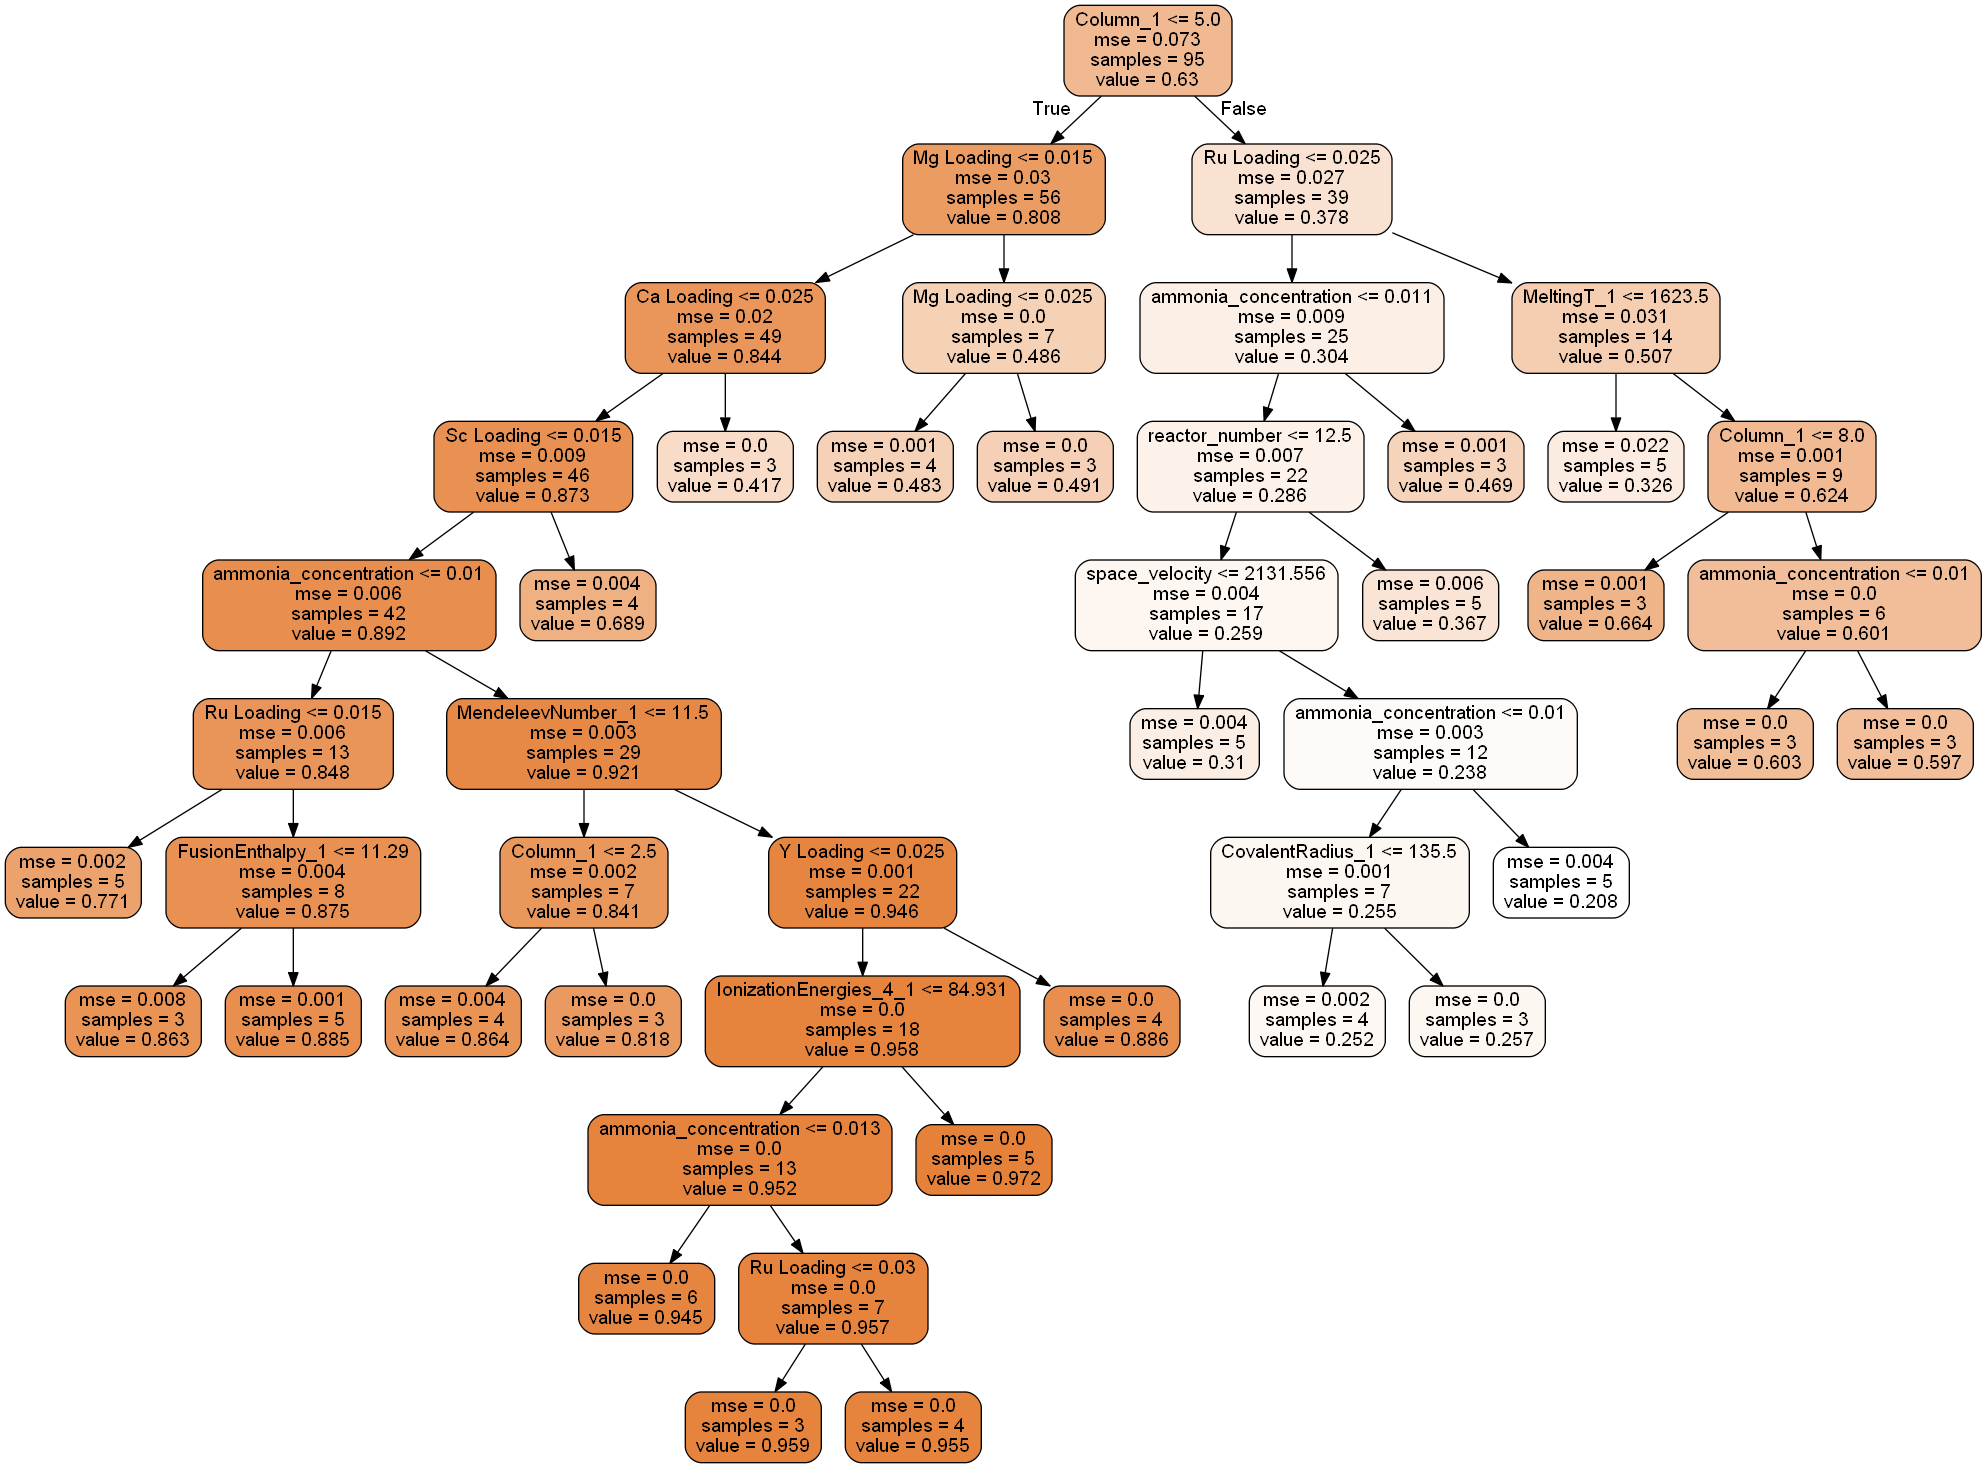 Column_1 <= 5.0
mse = 0.073
samples = 95
value = 0.63
True
False
Mg Loading <= 0.015
mse = 0.03
samples = 56
value = 0.808
Ru Loading <= 0.025
mse = 0.027
samples = 39
value = 0.378
Ca Loading <= 0.025
mse = 0.02
samples = 49
value = 0.844
Mg Loading <= 0.025
mse = 0.0
samples = 7
value = 0.486
ammonia_concentration <= 0.011
mse = 0.009
samples = 25
value = 0.304
MeltingT_1 <= 1623.5
mse = 0.031
samples = 14
value = 0.507
Sc Loading <= 0.015
mse = 0.009
samples = 46
value = 0.873
mse = 0.0
samples = 3
value = 0.417
mse = 0.001
samples = 4
value = 0.483
mse = 0.0
samples = 3
value = 0.491
reactor_number <= 12.5
mse = 0.007
samples = 22
value = 0.286
mse = 0.001
samples = 3
value = 0.469
mse = 0.022
samples = 5
value = 0.326
Column_1 <= 8.0
mse = 0.001
samples = 9
value = 0.624
ammonia_concentration <= 0.01
mse = 0.006
samples = 42
value = 0.892
mse = 0.004
samples = 4
value = 0.689
space_velocity <= 2131.556
mse = 0.004
samples = 17
value = 0.259
mse = 0.006
samples = 5
value = 0.367
mse = 0.001
samples = 3
value = 0.664
ammonia_concentration <= 0.01
mse = 0.0
samples = 6
value = 0.601
Ru Loading <= 0.015
mse = 0.006
samples = 13
value = 0.848
MendeleevNumber_1 <= 11.5
mse = 0.003
samples = 29
value = 0.921
mse = 0.004
samples = 5
value = 0.31
ammonia_concentration <= 0.01
mse = 0.003
samples = 12
value = 0.238
mse = 0.0
samples = 3
value = 0.603
mse = 0.0
samples = 3
value = 0.597
mse = 0.002
samples = 5
value = 0.771
FusionEnthalpy_1 <= 11.29
mse = 0.004
samples = 8
value = 0.875
Column_1 <= 2.5
mse = 0.002
samples = 7
value = 0.841
Y Loading <= 0.025
mse = 0.001
samples = 22
value = 0.946
CovalentRadius_1 <= 135.5
mse = 0.001
samples = 7
value = 0.255
mse = 0.004
samples = 5
value = 0.208
mse = 0.008
samples = 3
value = 0.863
mse = 0.001
samples = 5
value = 0.885
mse = 0.004
samples = 4
value = 0.864
mse = 0.0
samples = 3
value = 0.818
IonizationEnergies_4_1 <= 84.931
mse = 0.0
samples = 18
value = 0.958
mse = 0.0
samples = 4
value = 0.886
mse = 0.002
samples = 4
value = 0.252
mse = 0.0
samples = 3
value = 0.257
ammonia_concentration <= 0.013
mse = 0.0
samples = 13
value = 0.952
mse = 0.0
samples = 5
value = 0.972
mse = 0.0
samples = 6
value = 0.945
Ru Loading <= 0.03
mse = 0.0
samples = 7
value = 0.957
mse = 0.0
samples = 3
value = 0.959
mse = 0.0
samples = 4
value = 0.955